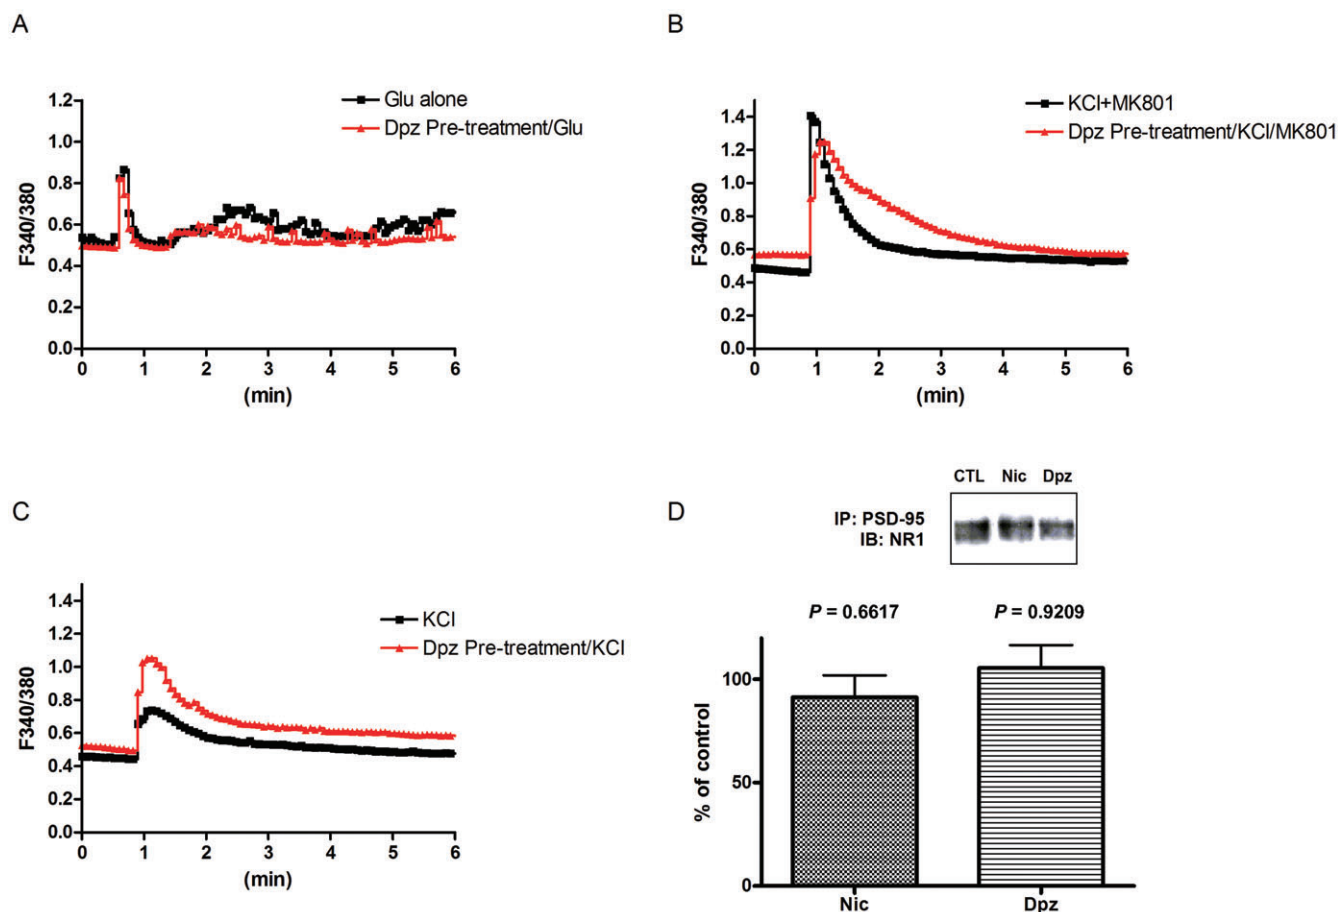 A
1.2
1.0
0.8
0.6
0.4
0.2
0.0
F340/380
Glu alone
Dpz Pre-treatment/Glu
0 1 2 3 4 5 6
(min)
B
1.4
1.2
1.0
0.8
0.6
0.4
0.2
0.0
F340/380
KCl+MK801
Dpz Pre-treatment/KCl/MK801
0 1 2 3 4 5 6
(min)
C
1.4
1.2
1.0
0.8
0.6
0.4
0.2
0.0
F340/380
KCl
Dpz Pre-treatment/KCl
0 1 2 3 4 5 6
(min)
D
CTL Nic Dpz
IP: PSD-95
IB: NR1
P = 0.6617 P = 0.9209
100
50
0
% of control
Nic Dpz